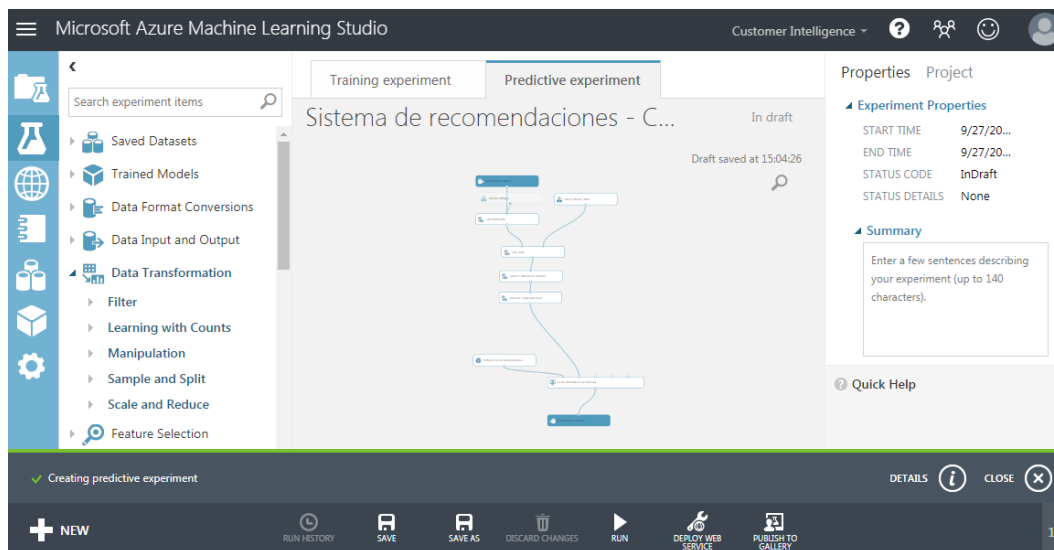 Microsoft Azure Machine Learning Studio
Customer Intelligence
?
Search experiment items
Saved Datasets
Trained Models
Data Format Conversions
Data Input and Output
Data Transformation
Filter
Learning with Counts
Manipulation
Sample and Split
Scale and Reduce
Feature Selection
Training experiment
Predictive experiment
Sistema de recomendaciones - C...
In draft
Draft saved at 15:04:26
Properties Project
Experiment Properties
START TIME 9/27/20...
END TIME 9/27/20...
STATUS CODE InDraft
STATUS DETAILS None
Summary
Enter a few sentences describing
your experiment (up to 140
characters).
? Quick Help
Creating predictive experiment
DETAILS i CLOSE
NEW
RUN HISTORY
SAVE
SAVE AS
DISCARD CHANGES
RUN
DEPLOY WEB
SERVICE
PUBLISH TO
GALLERY
1